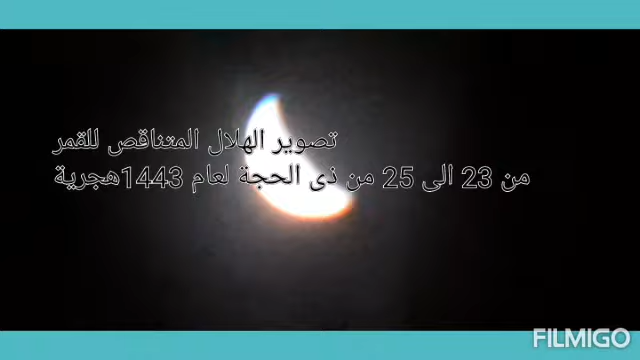 تصوير الهلال المتناقص للقمر
من 23 الى 25 من ذى الحجة لعام 1443هجرية
FILMIGO